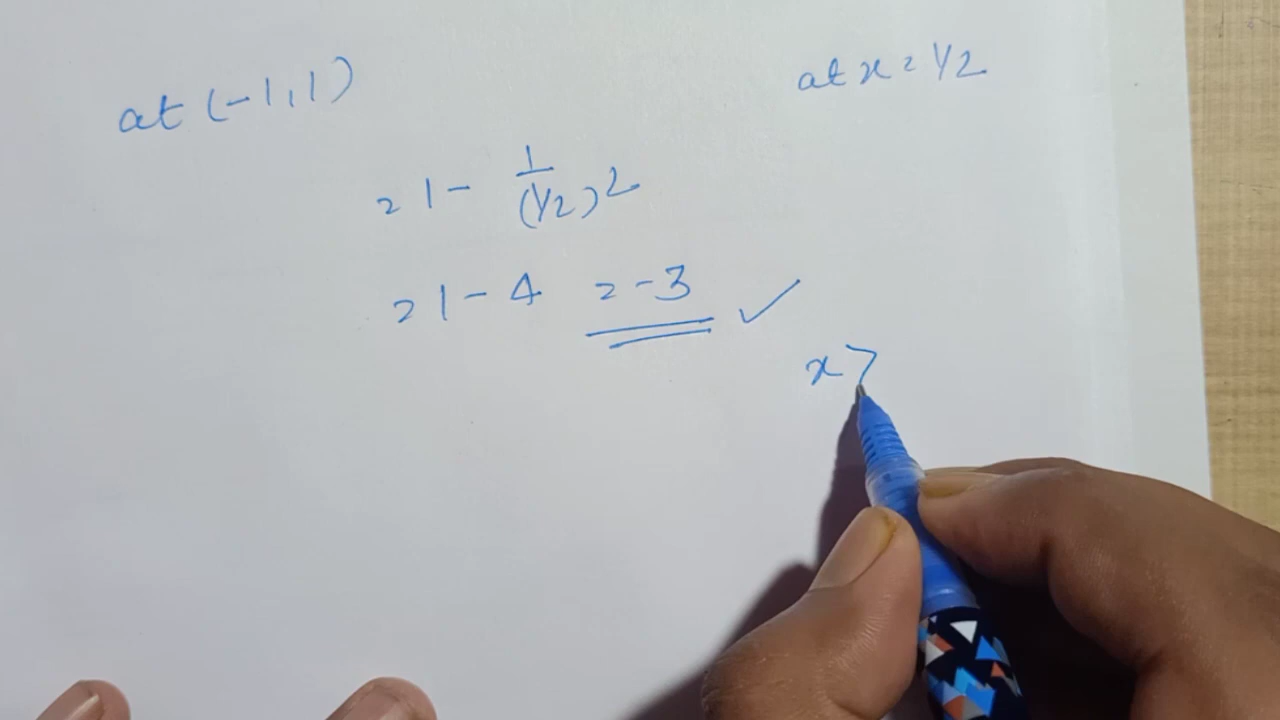 at (-1,1)
at x = 1/2
= 1 - 1/(1/2)2
= 1 - 4 = -3 ✓
x >